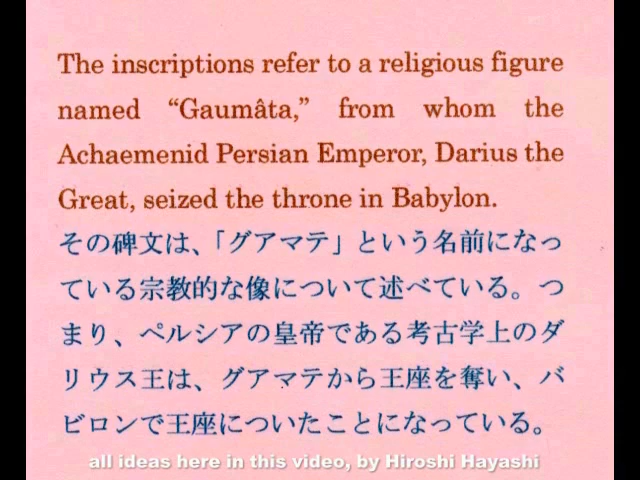 The inscriptions refer to a religious figure
named “Gaumâta,” from whom the
Achaemenid Persian Emperor, Darius the
Great, seized the throne in Babylon.
その碑文は、「グアマテ」という名前になっ
ている宗教的な像について述べている。つ
まり、ペルシアの皇帝である考古学上のダ
リウス王は、グアマテから王座を奪い、バ
ビロンで王座についたことになっている。
all ideas here in this video, by Hiroshi Hayashi